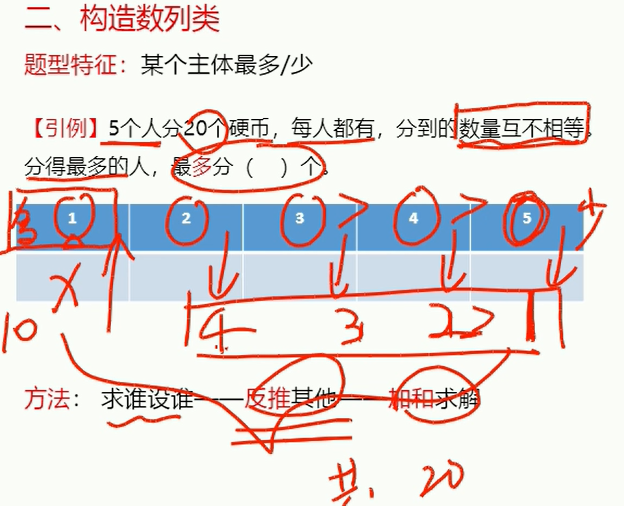 二、构造数列类
题型特征：某个主体最多/少
【引例】5个人分20个硬币，每人都有，分到的数量互不相等。
分得最多的人，最多分（ ）个。
1 2 3 > 4 > 5
X 4 3 2 1
10
方法：求谁设谁——反推其他——加和求解
共 20